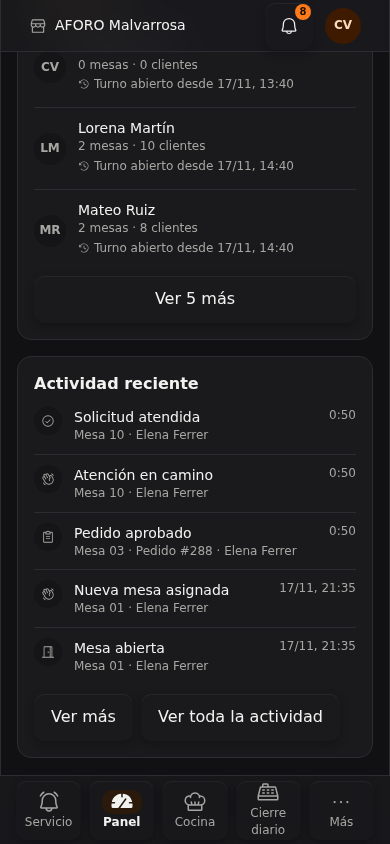 AFORO Malvarrosa
8
CV
CV
0 mesas · 0 clientes
Turno abierto desde 17/11, 13:40
LM
Lorena Martín
2 mesas · 10 clientes
Turno abierto desde 17/11, 14:40
MR
Mateo Ruiz
2 mesas · 8 clientes
Turno abierto desde 17/11, 14:40
Ver 5 más
Actividad reciente
Solicitud atendida 0:50
Mesa 10 · Elena Ferrer
Atención en camino 0:50
Mesa 10 · Elena Ferrer
Pedido aprobado 0:50
Mesa 03 · Pedido #288 · Elena Ferrer
Nueva mesa asignada 17/11, 21:35
Mesa 01 · Elena Ferrer
Mesa abierta 17/11, 21:35
Mesa 01 · Elena Ferrer
Ver más Ver toda la actividad
Servicio Panel Cocina Cierre diario Más